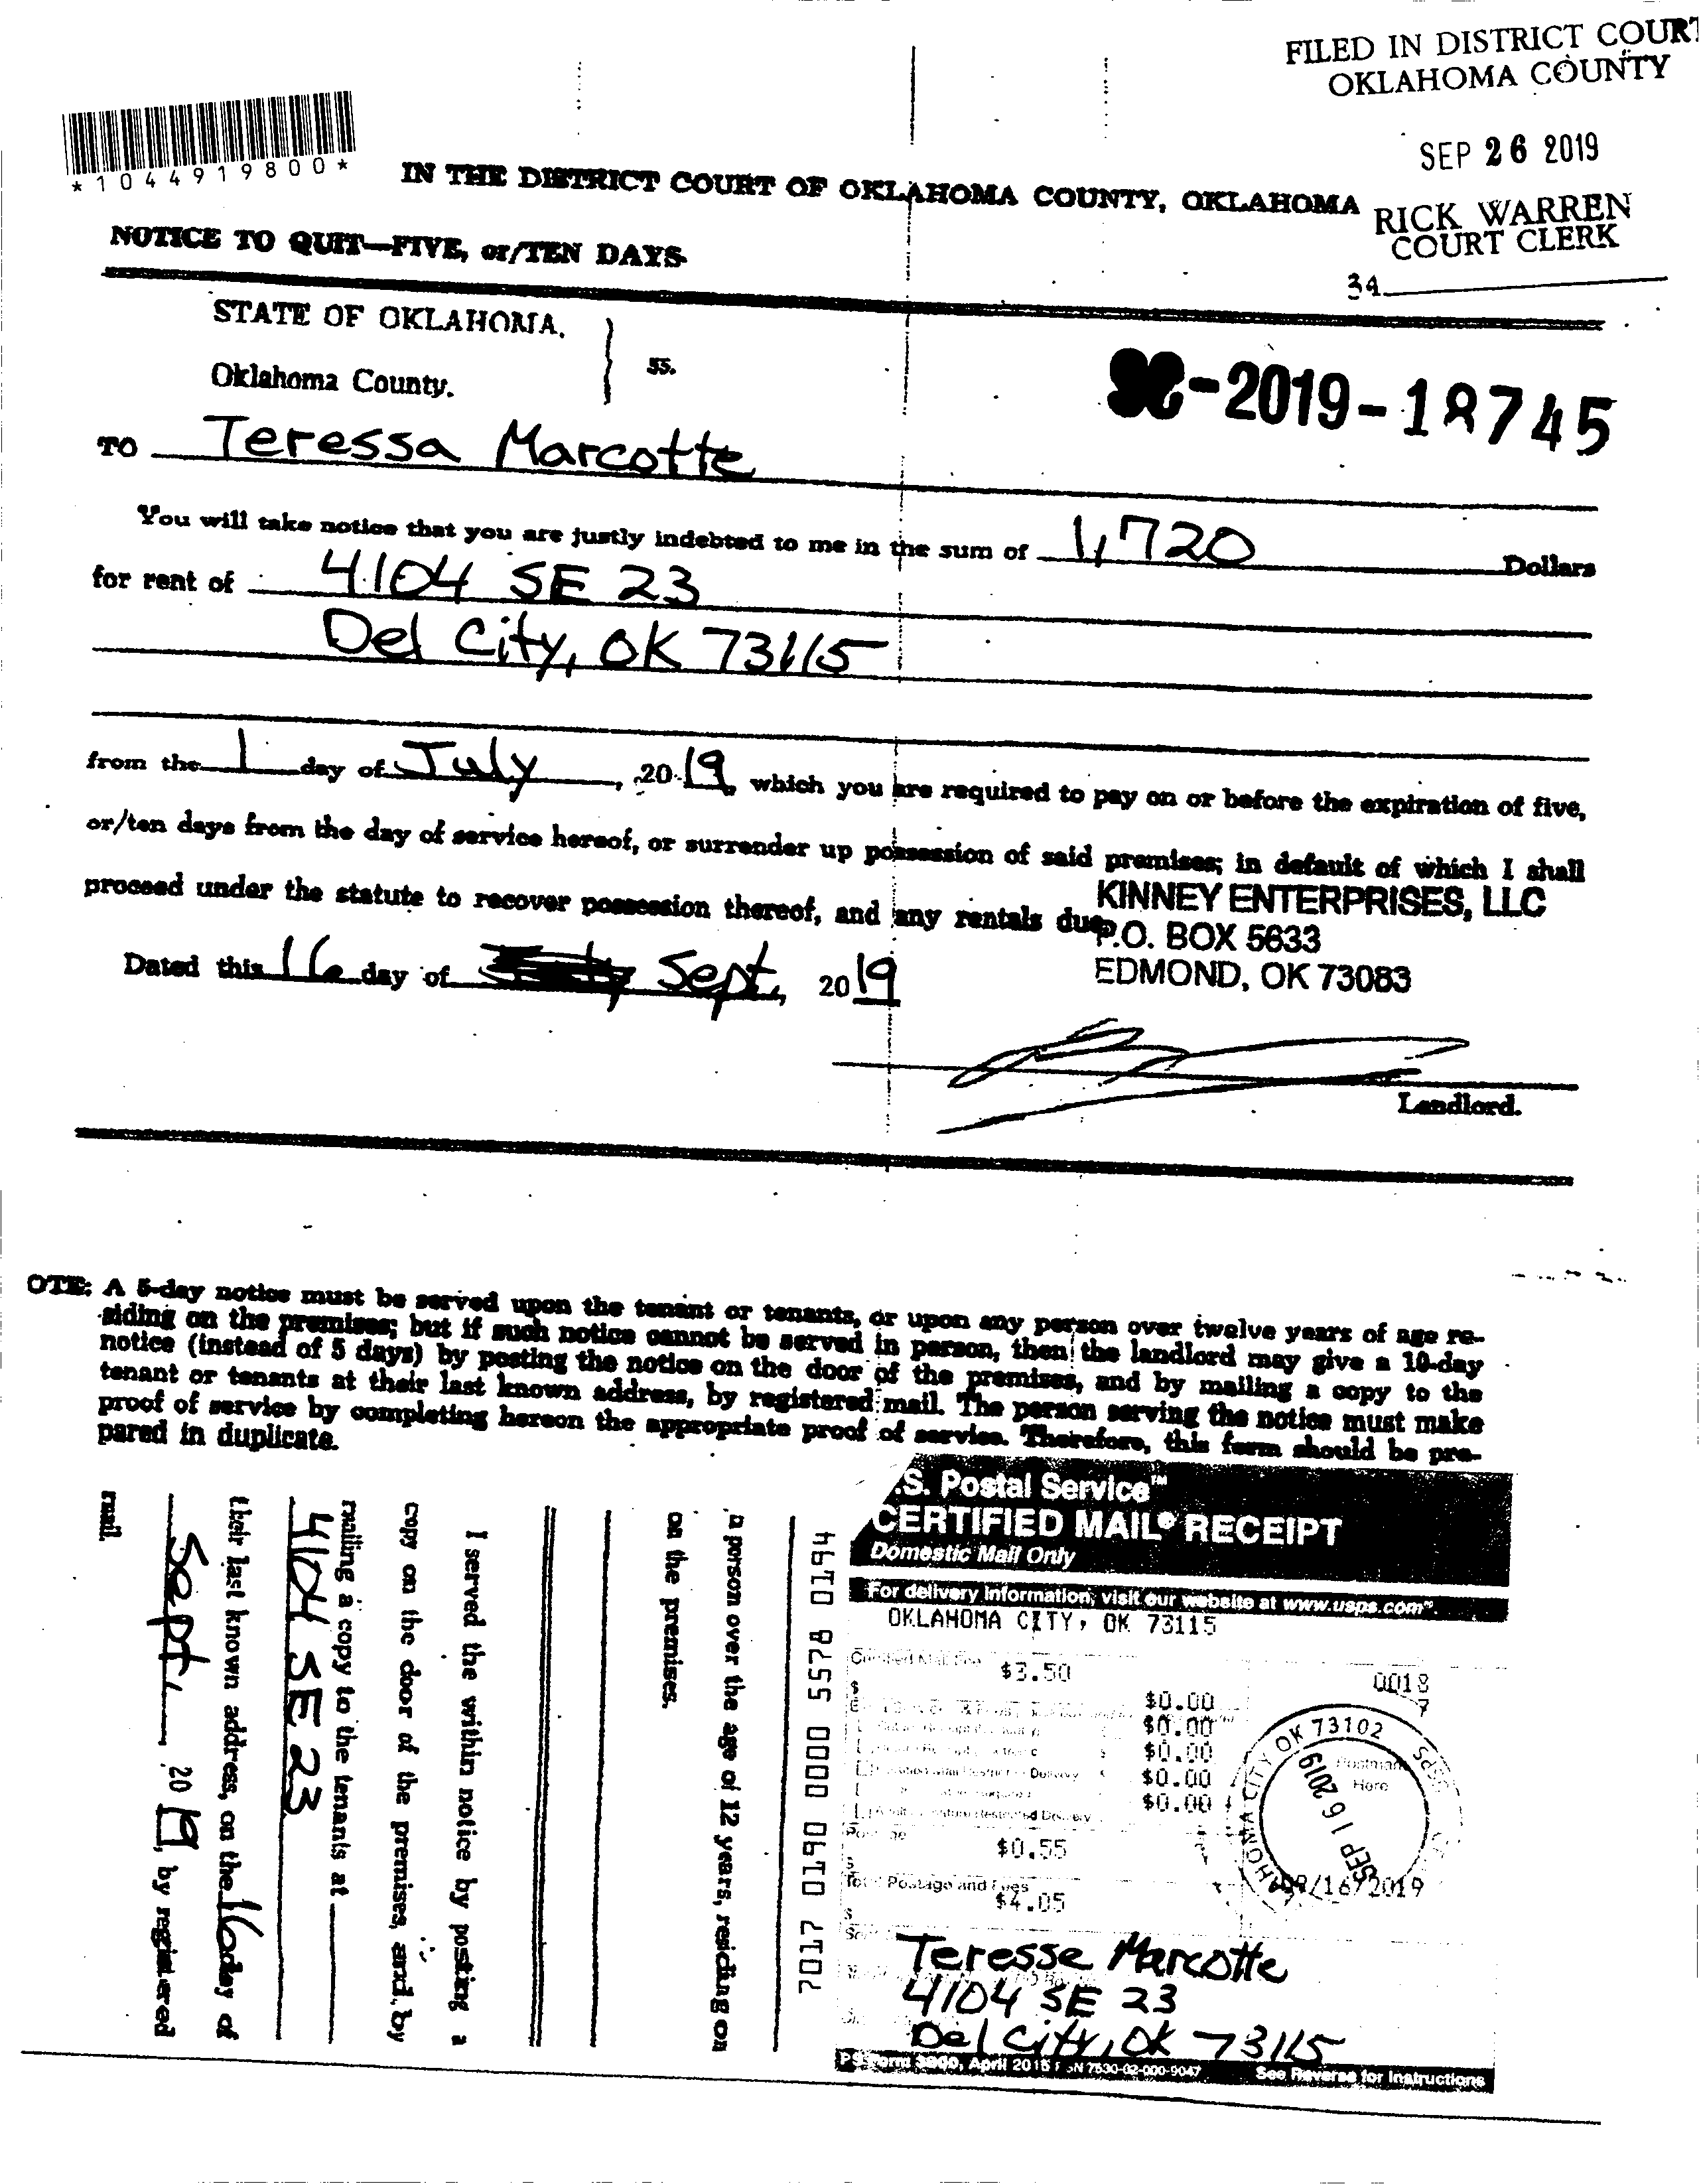 FILED IN DISTRICT COURT
OKLAHOMA COUNTY
SEP 26 2019
RICK WARREN
COURT CLERK
34
*1044919800*
IN THE DISTRICT COURT OF OKLAHOMA COUNTY, OKLAHOMA
NOTICE TO QUIT—FIVE, or/TEN DAYS
STATE OF OKLAHOMA.
Oklahoma County.
} ss.
SC-2019-18745
TO Teressa Marcotte
You will take notice that you are justly indebted to me in the sum of 1,720 Dollars
for rent of 4104 SE 23
Del City, OK 73115
from the 1 day of July, 2019, which you are required to pay on or before the expiration of five,
or/ten days from the day of service hereof, or surrender up possession of said premises; in default of which I shall
proceed under the statute to recover possession thereof, and any rentals due.
KINNEY ENTERPRISES, LLC
P.O. BOX 5633
EDMOND, OK 73083
Dated this 16 day of Sept, 2019
Landlord.
OTE: A 5-day notice must be served upon the tenant or tenants, or upon any person over twelve years of age re-
siding on the premises; but if such notice cannot be served in person, then the landlord may give a 10-day
notice (instead of 5 days) by posting the notice on the door of the premises, and by mailing a copy to the
tenant or tenants at their last known address, by registered mail. The person serving the notice must make
proof of service by completing hereon the appropriate proof of service. Therefore, this form should be pre-
pared in duplicate.
a person over the age of 12 years, residing on
on the premises.
I served the within notice by posting a
copy on the door of the premises, and, by
mailing a copy to the tenants at
4104 SE 23
their last known address, on the 16 day of
Sept, 2019, by registered
mail.
7017 0190 0000 5578 0194
.S. Postal Service™
CERTIFIED MAIL® RECEIPT
Domestic Mail Only
For delivery information, visit our website at www.usps.com®.
OKLAHOMA CITY, OK 73115
Certified Mail Fee $3.50
0018
7
$0.00
$0.00
$0.00
$0.00
$0.00
Postmark
Here
OK 73102
SEP 16 2019
USPS
Postage $0.55
Total Postage and Fees $4.05
09/16/2019
Teresse Marcotte
4104 SE 23
Del City, OK 73115
PS Form 3800, April 2015 PSN 7530-02-000-9047 See Reverse for Instructions